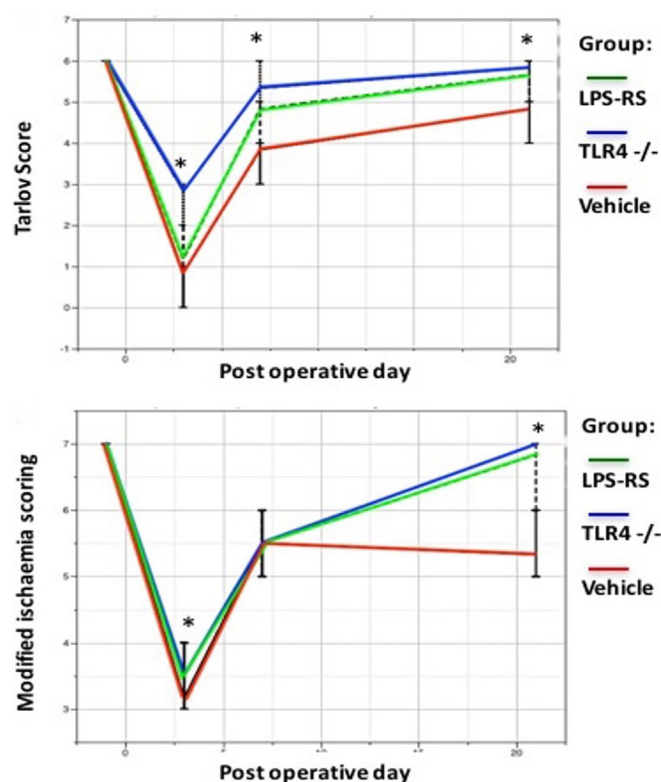 7
6
5
4
3
2
1
0
-1
Tarlov Score
*
*
*
0
20
Post operative day
Group:
LPS-RS
TLR4 -/-
Vehicle
7
6
5
4
3
Modified ischaemia scoring
*
*
0
20
Post operative day
Group:
LPS-RS
TLR4 -/-
Vehicle